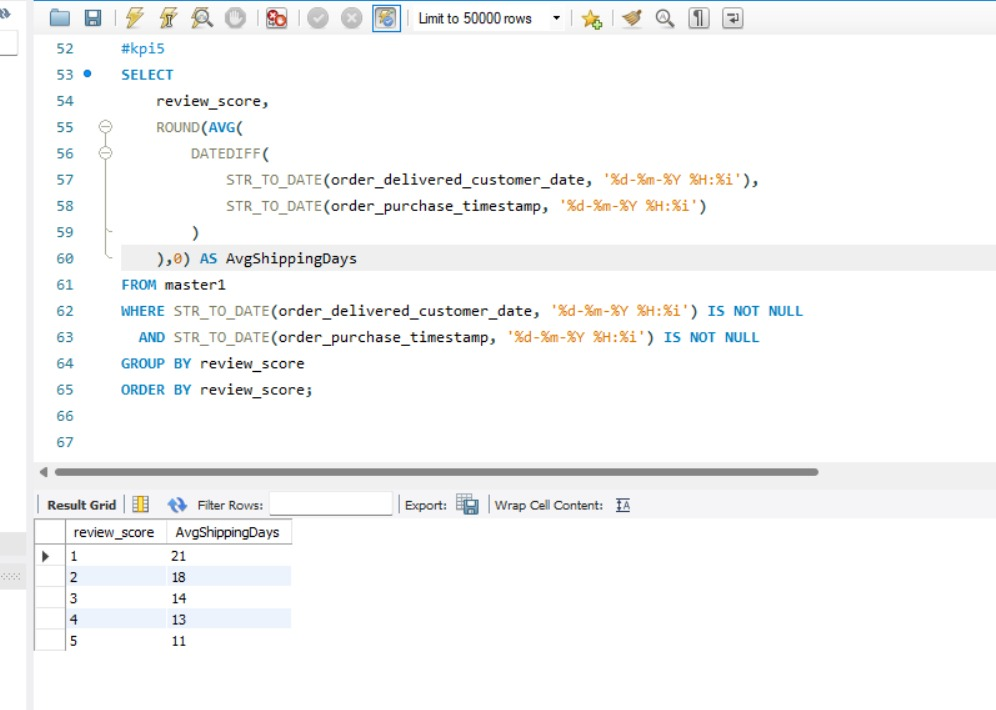 Limit to 50000 rows
52 #kpi5
53 SELECT
54 review_score,
55 ROUND(AVG(
56 DATEDIFF(
57 STR_TO_DATE(order_delivered_customer_date, '%d-%m-%Y %H:%i'),
58 STR_TO_DATE(order_purchase_timestamp, '%d-%m-%Y %H:%i')
59 )
60 ),0) AS AvgShippingDays
61 FROM master1
62 WHERE STR_TO_DATE(order_delivered_customer_date, '%d-%m-%Y %H:%i') IS NOT NULL
63 AND STR_TO_DATE(order_purchase_timestamp, '%d-%m-%Y %H:%i') IS NOT NULL
64 GROUP BY review_score
65 ORDER BY review_score;
66
67
Result Grid Filter Rows: Export: Wrap Cell Content: IA
review_score AvgShippingDays
1 21
2 18
3 14
4 13
5 11